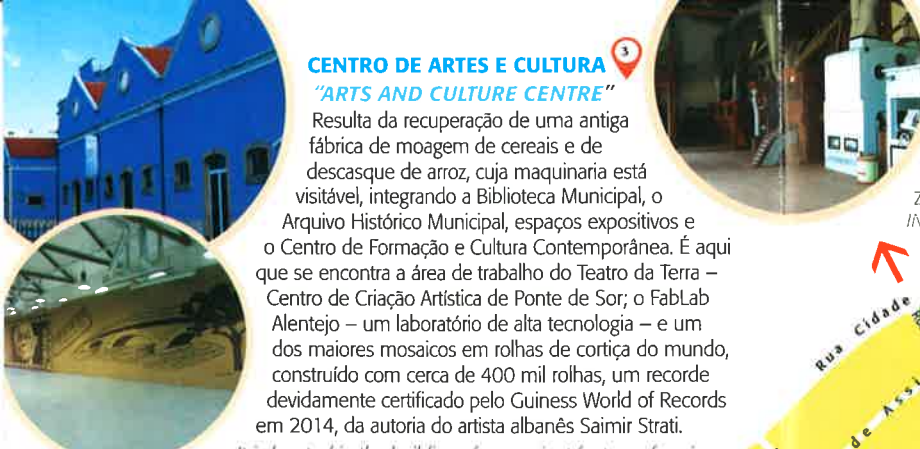 CENTRO DE ARTES E CULTURA
3
"ARTS AND CULTURE CENTRE"
Resulta da recuperação de uma antiga
fábrica de moagem de cereais e de
descasque de arroz, cuja maquinaria está
visitável, integrando a Biblioteca Municipal, o
Arquivo Histórico Municipal, espaços expositivos e
o Centro de Formação e Cultura Contemporânea. É aqui
que se encontra a área de trabalho do Teatro da Terra –
Centro de Criação Artística de Ponte de Sor; o FabLab
Alentejo – um laboratório de alta tecnologia – e um
dos maiores mosaicos em rolhas de cortiça do mundo,
construído com cerca de 400 mil rolhas, um recorde
devidamente certificado pelo Guiness World of Records
em 2014, da autoria do artista albanês Saimir Strati.
Rua Cidade
de